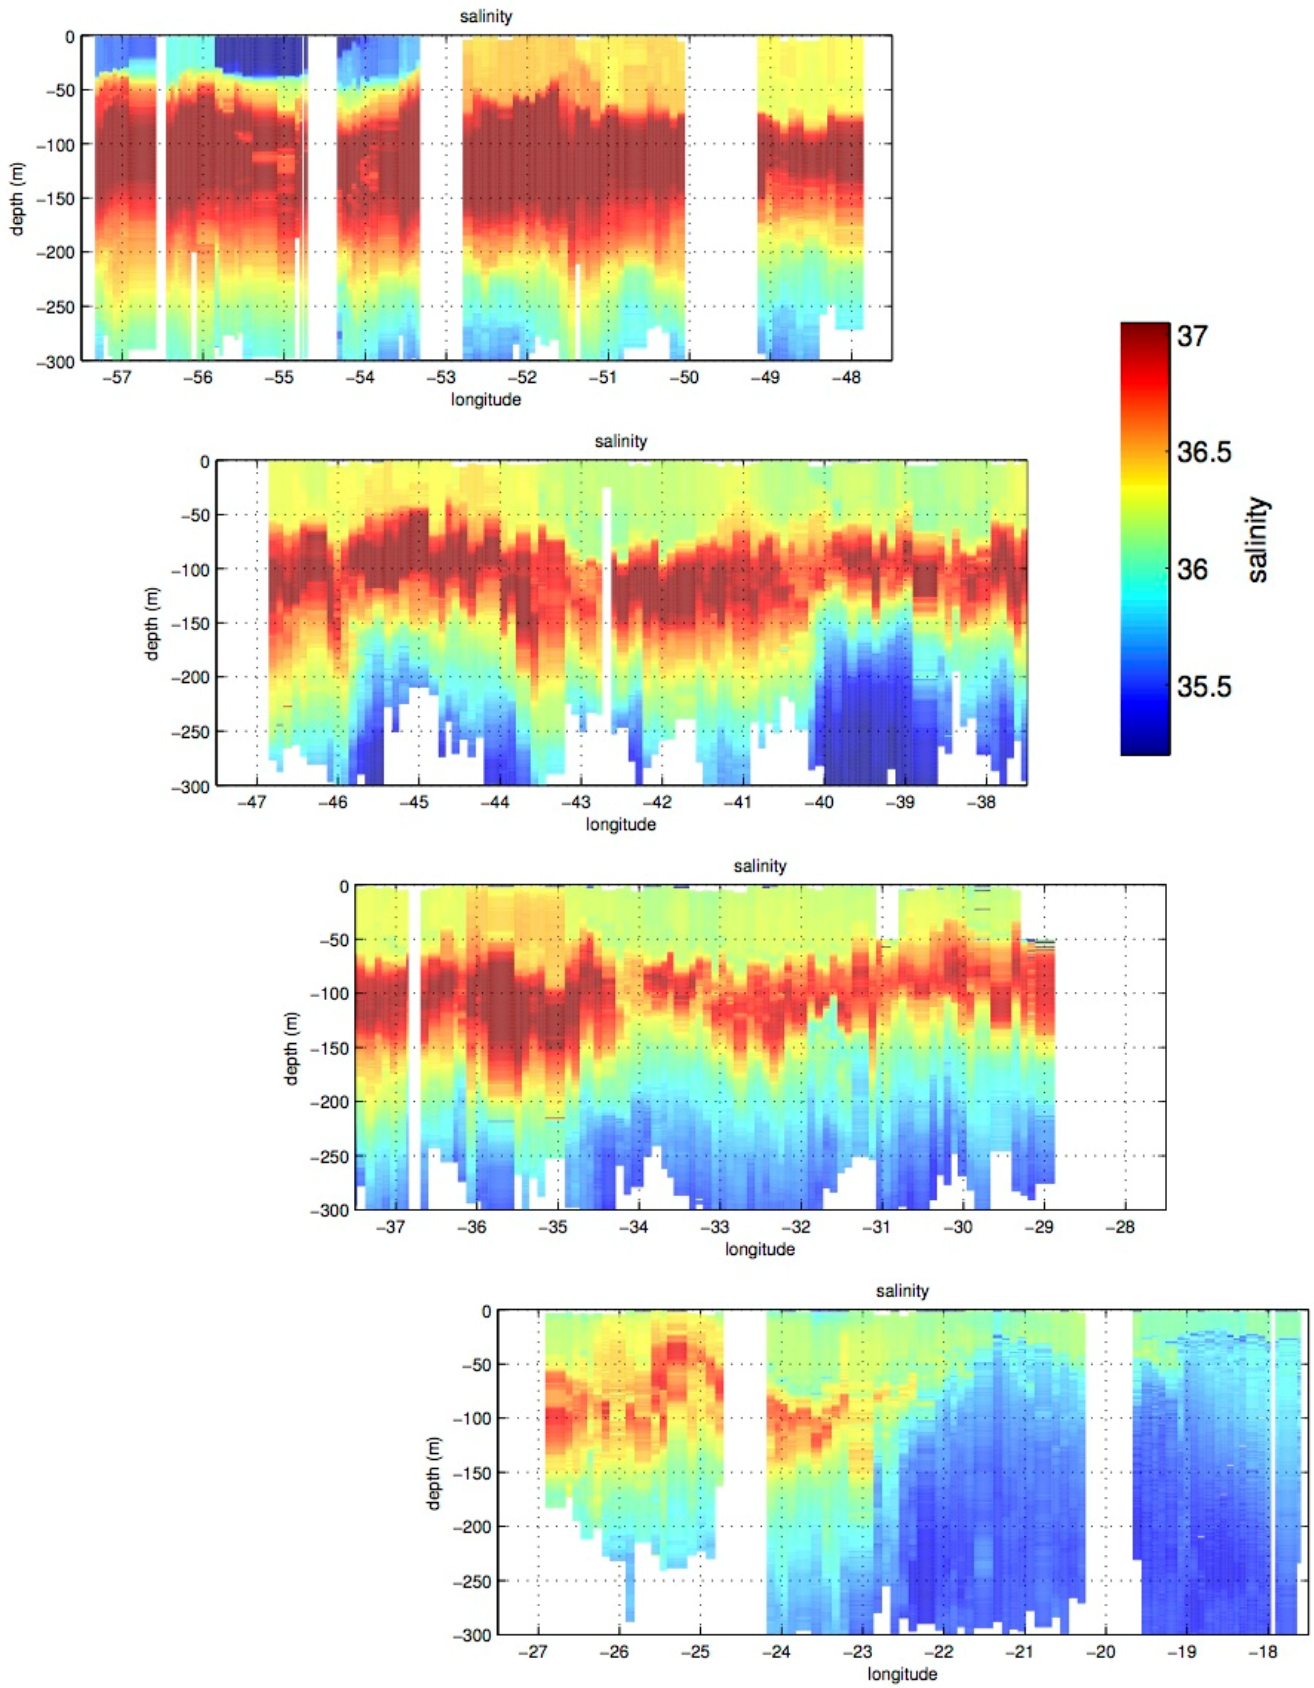 salinity
0
−50
−100
−150
−200
−250
−300
depth (m)
−57 −56 −55 −54 −53 −52 −51 −50 −49 −48
longitude
37
36.5
36
35.5
salinity
salinity
0
−50
−100
−150
−200
−250
−300
depth (m)
−47 −46 −45 −44 −43 −42 −41 −40 −39 −38
longitude
salinity
0
−50
−100
−150
−200
−250
−300
depth (m)
−37 −36 −35 −34 −33 −32 −31 −30 −29 −28
longitude
salinity
0
−50
−100
−150
−200
−250
−300
depth (m)
−27 −26 −25 −24 −23 −22 −21 −20 −19 −18
longitude